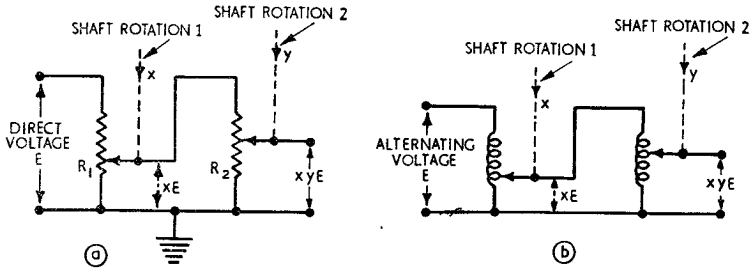 SHAFT ROTATION 1
SHAFT ROTATION 2
x
y
DIRECT
VOLTAGE
E
R1
R2
xE
xyE
a
SHAFT ROTATION 1
SHAFT ROTATION 2
x
y
ALTERNATING
VOLTAGE
E
xE
xyE
b